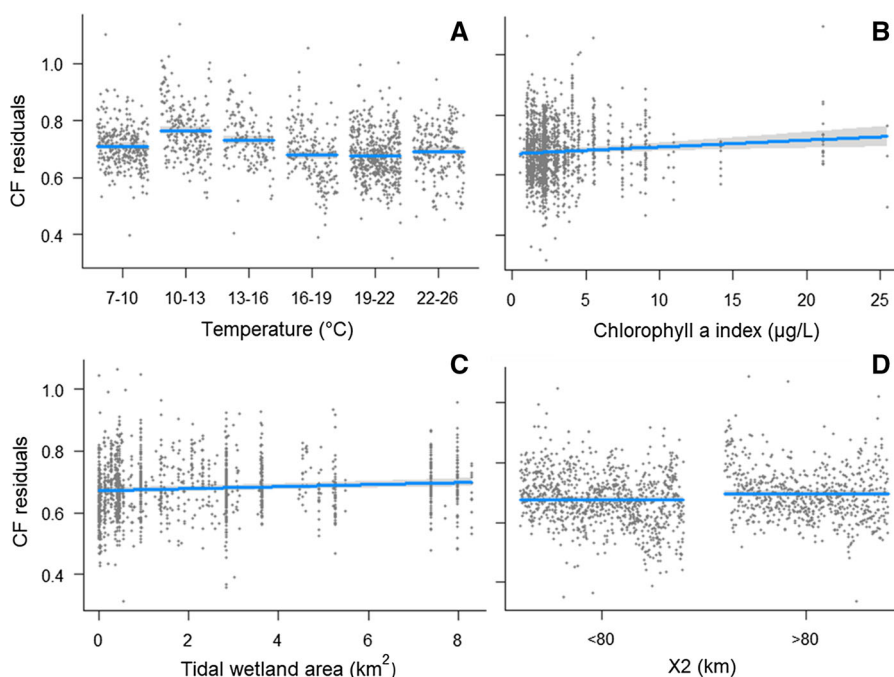 A
CF residuals
1.0
0.8
0.6
0.4
7-10 10-13 13-16 16-19 19-22 22-26
Temperature (°C)
B
0 5 10 15 20 25
Chlorophyll a index (µg/L)
C
CF residuals
1.0
0.8
0.6
0.4
0 2 4 6 8
Tidal wetland area (km²)
D
<80 >80
X2 (km)